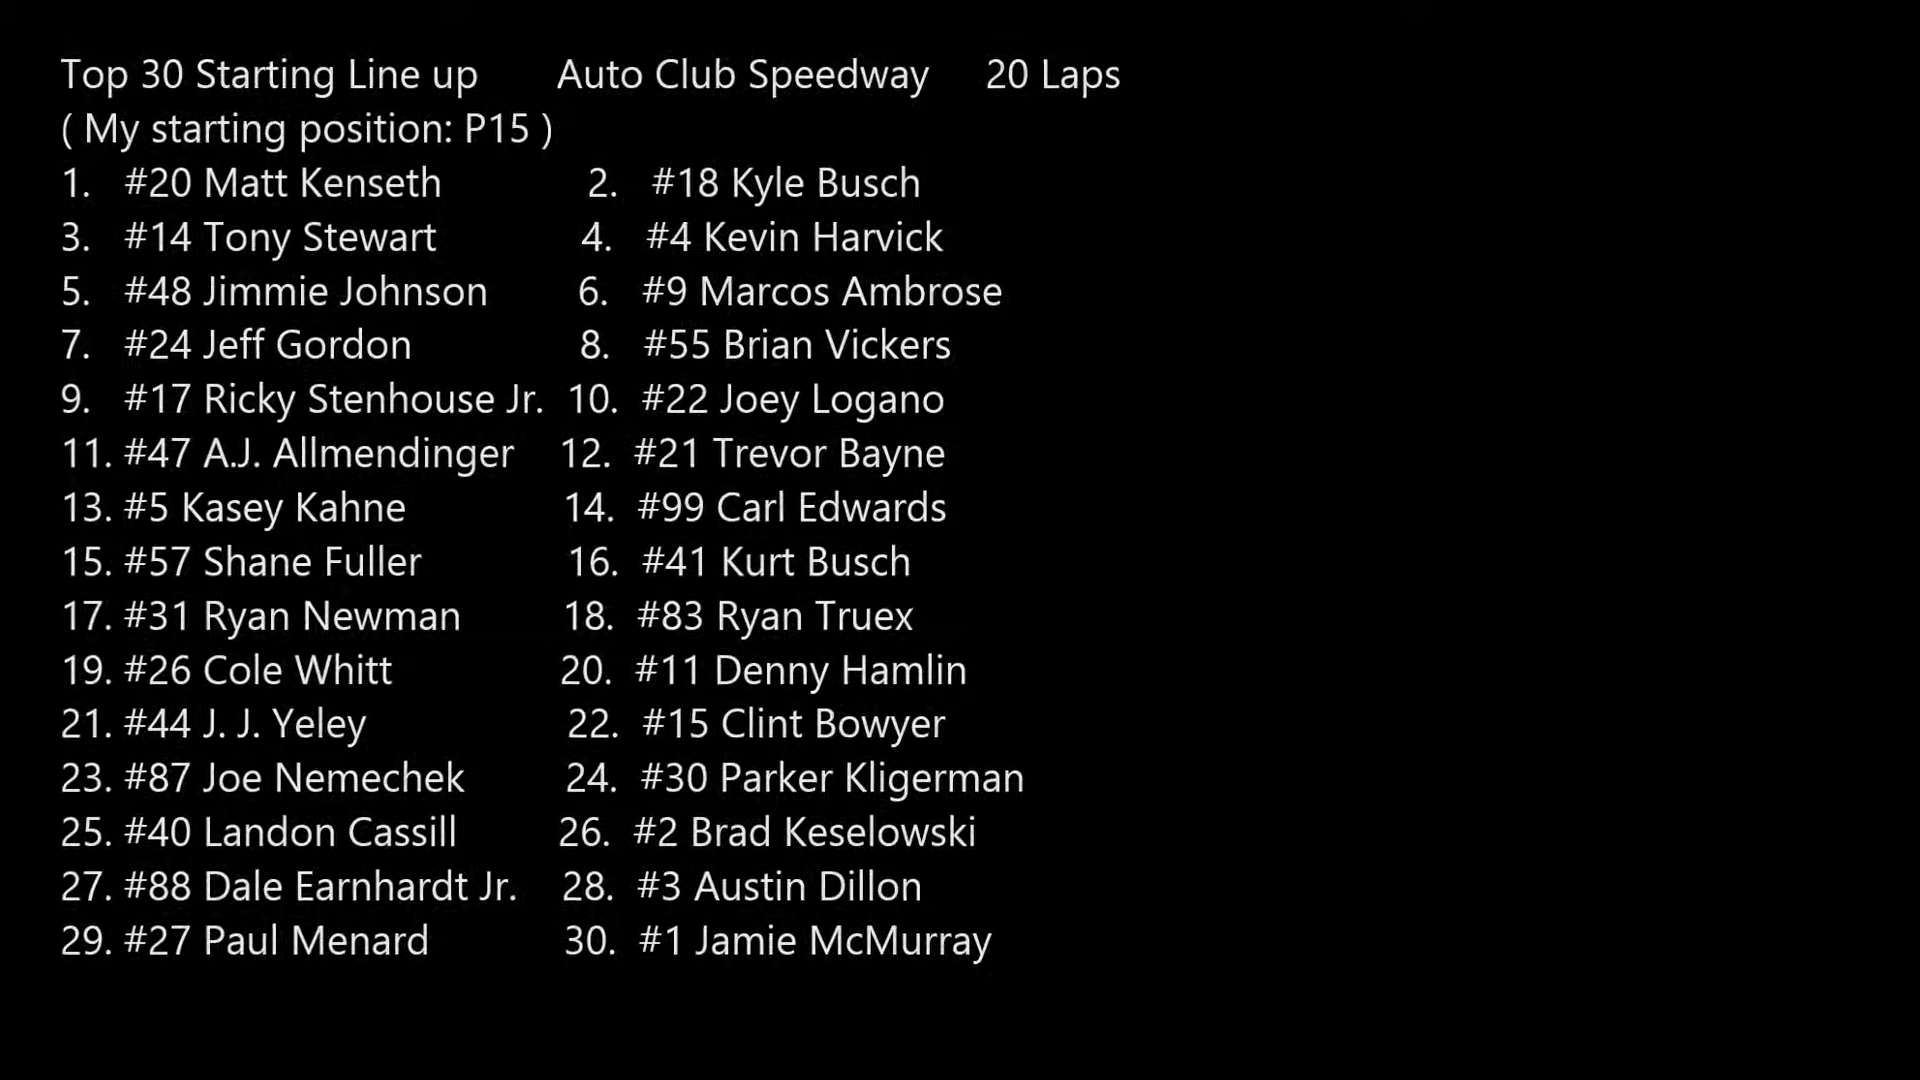 Top 30 Starting Line up Auto Club Speedway 20 Laps
( My starting position: P15 )
1. #20 Matt Kenseth 2. #18 Kyle Busch
3. #14 Tony Stewart 4. #4 Kevin Harvick
5. #48 Jimmie Johnson 6. #9 Marcos Ambrose
7. #24 Jeff Gordon 8. #55 Brian Vickers
9. #17 Ricky Stenhouse Jr. 10. #22 Joey Logano
11. #47 A.J. Allmendinger 12. #21 Trevor Bayne
13. #5 Kasey Kahne 14. #99 Carl Edwards
15. #57 Shane Fuller 16. #41 Kurt Busch
17. #31 Ryan Newman 18. #83 Ryan Truex
19. #26 Cole Whitt 20. #11 Denny Hamlin
21. #44 J. J. Yeley 22. #15 Clint Bowyer
23. #87 Joe Nemechek 24. #30 Parker Kligerman
25. #40 Landon Cassill 26. #2 Brad Keselowski
27. #88 Dale Earnhardt Jr. 28. #3 Austin Dillon
29. #27 Paul Menard 30. #1 Jamie McMurray